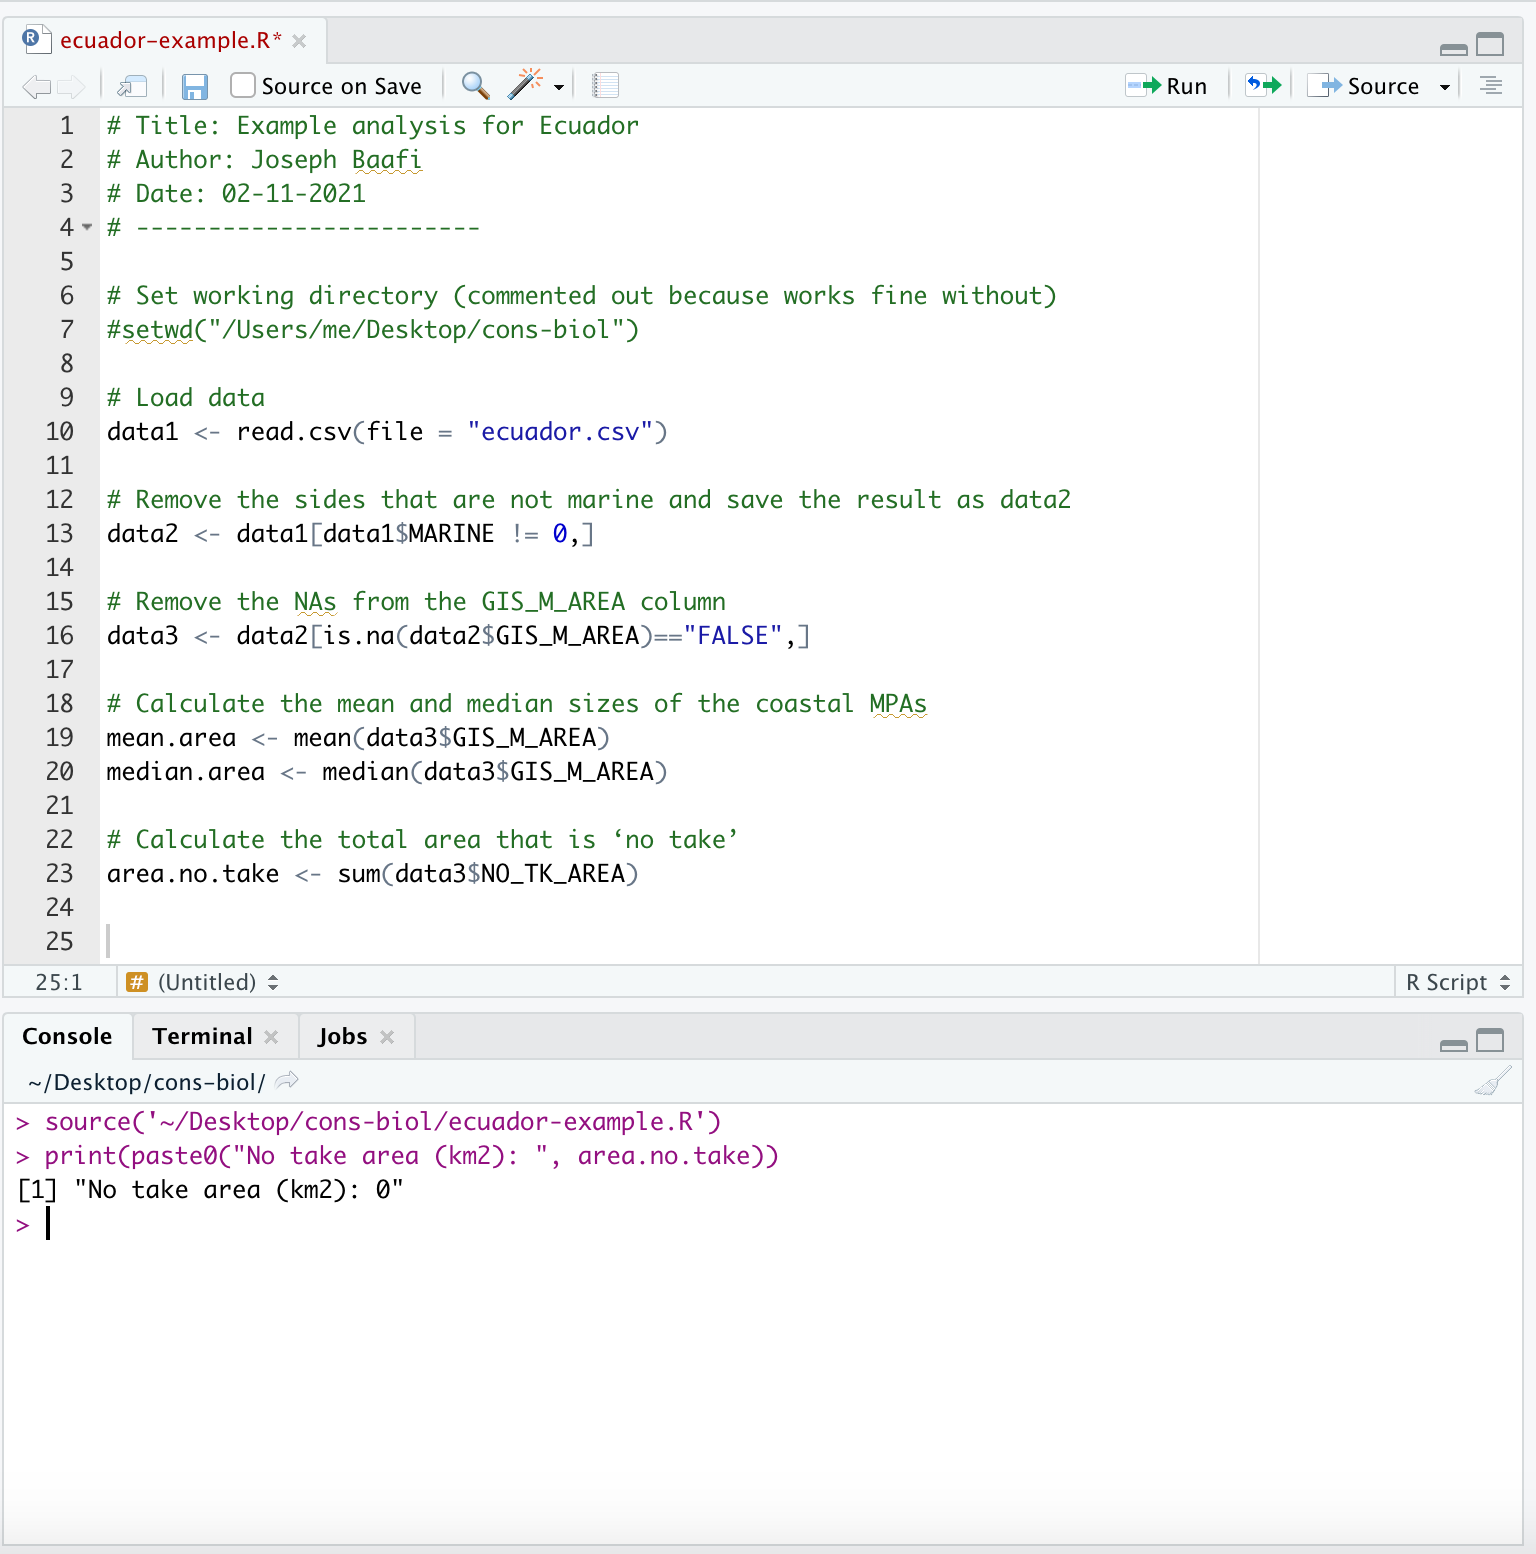 ecuador-example.R*
Source on Save
Run
Source
1 # Title: Example analysis for Ecuador
2 # Author: Joseph Baafi
3 # Date: 02-11-2021
4 # ------------------------
5
6 # Set working directory (commented out because works fine without)
7 #setwd("/Users/me/Desktop/cons-biol")
8
9 # Load data
10 data1 <- read.csv(file = "ecuador.csv")
11
12 # Remove the sides that are not marine and save the result as data2
13 data2 <- data1[data1$MARINE != 0,]
14
15 # Remove the NAs from the GIS_M_AREA column
16 data3 <- data2[is.na(data2$GIS_M_AREA)=="FALSE",]
17
18 # Calculate the mean and median sizes of the coastal MPAs
19 mean.area <- mean(data3$GIS_M_AREA)
20 median.area <- median(data3$GIS_M_AREA)
21
22 # Calculate the total area that is ‘no take’
23 area.no.take <- sum(data3$NO_TK_AREA)
24
25
25:1 # (Untitled) R Script
Console Terminal Jobs
~/Desktop/cons-biol/
> source('~/Desktop/cons-biol/ecuador-example.R')
> print(paste0("No take area (km2): ", area.no.take))
[1] "No take area (km2): 0"
>